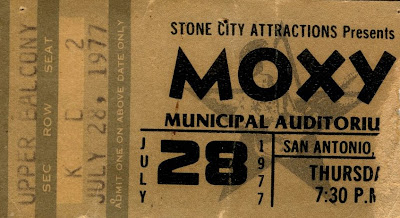 UPPER BALCONY
SEC ROW SEAT
K C 2
JULY 28, 1977
ADMIT ONE ON ABOVE DATE ONLY
STONE CITY ATTRACTIONS Presents
MOXY
MUNICIPAL AUDITORIU
JULY 28 1977
SAN ANTONIO,
THURSDA
7:30 P.M